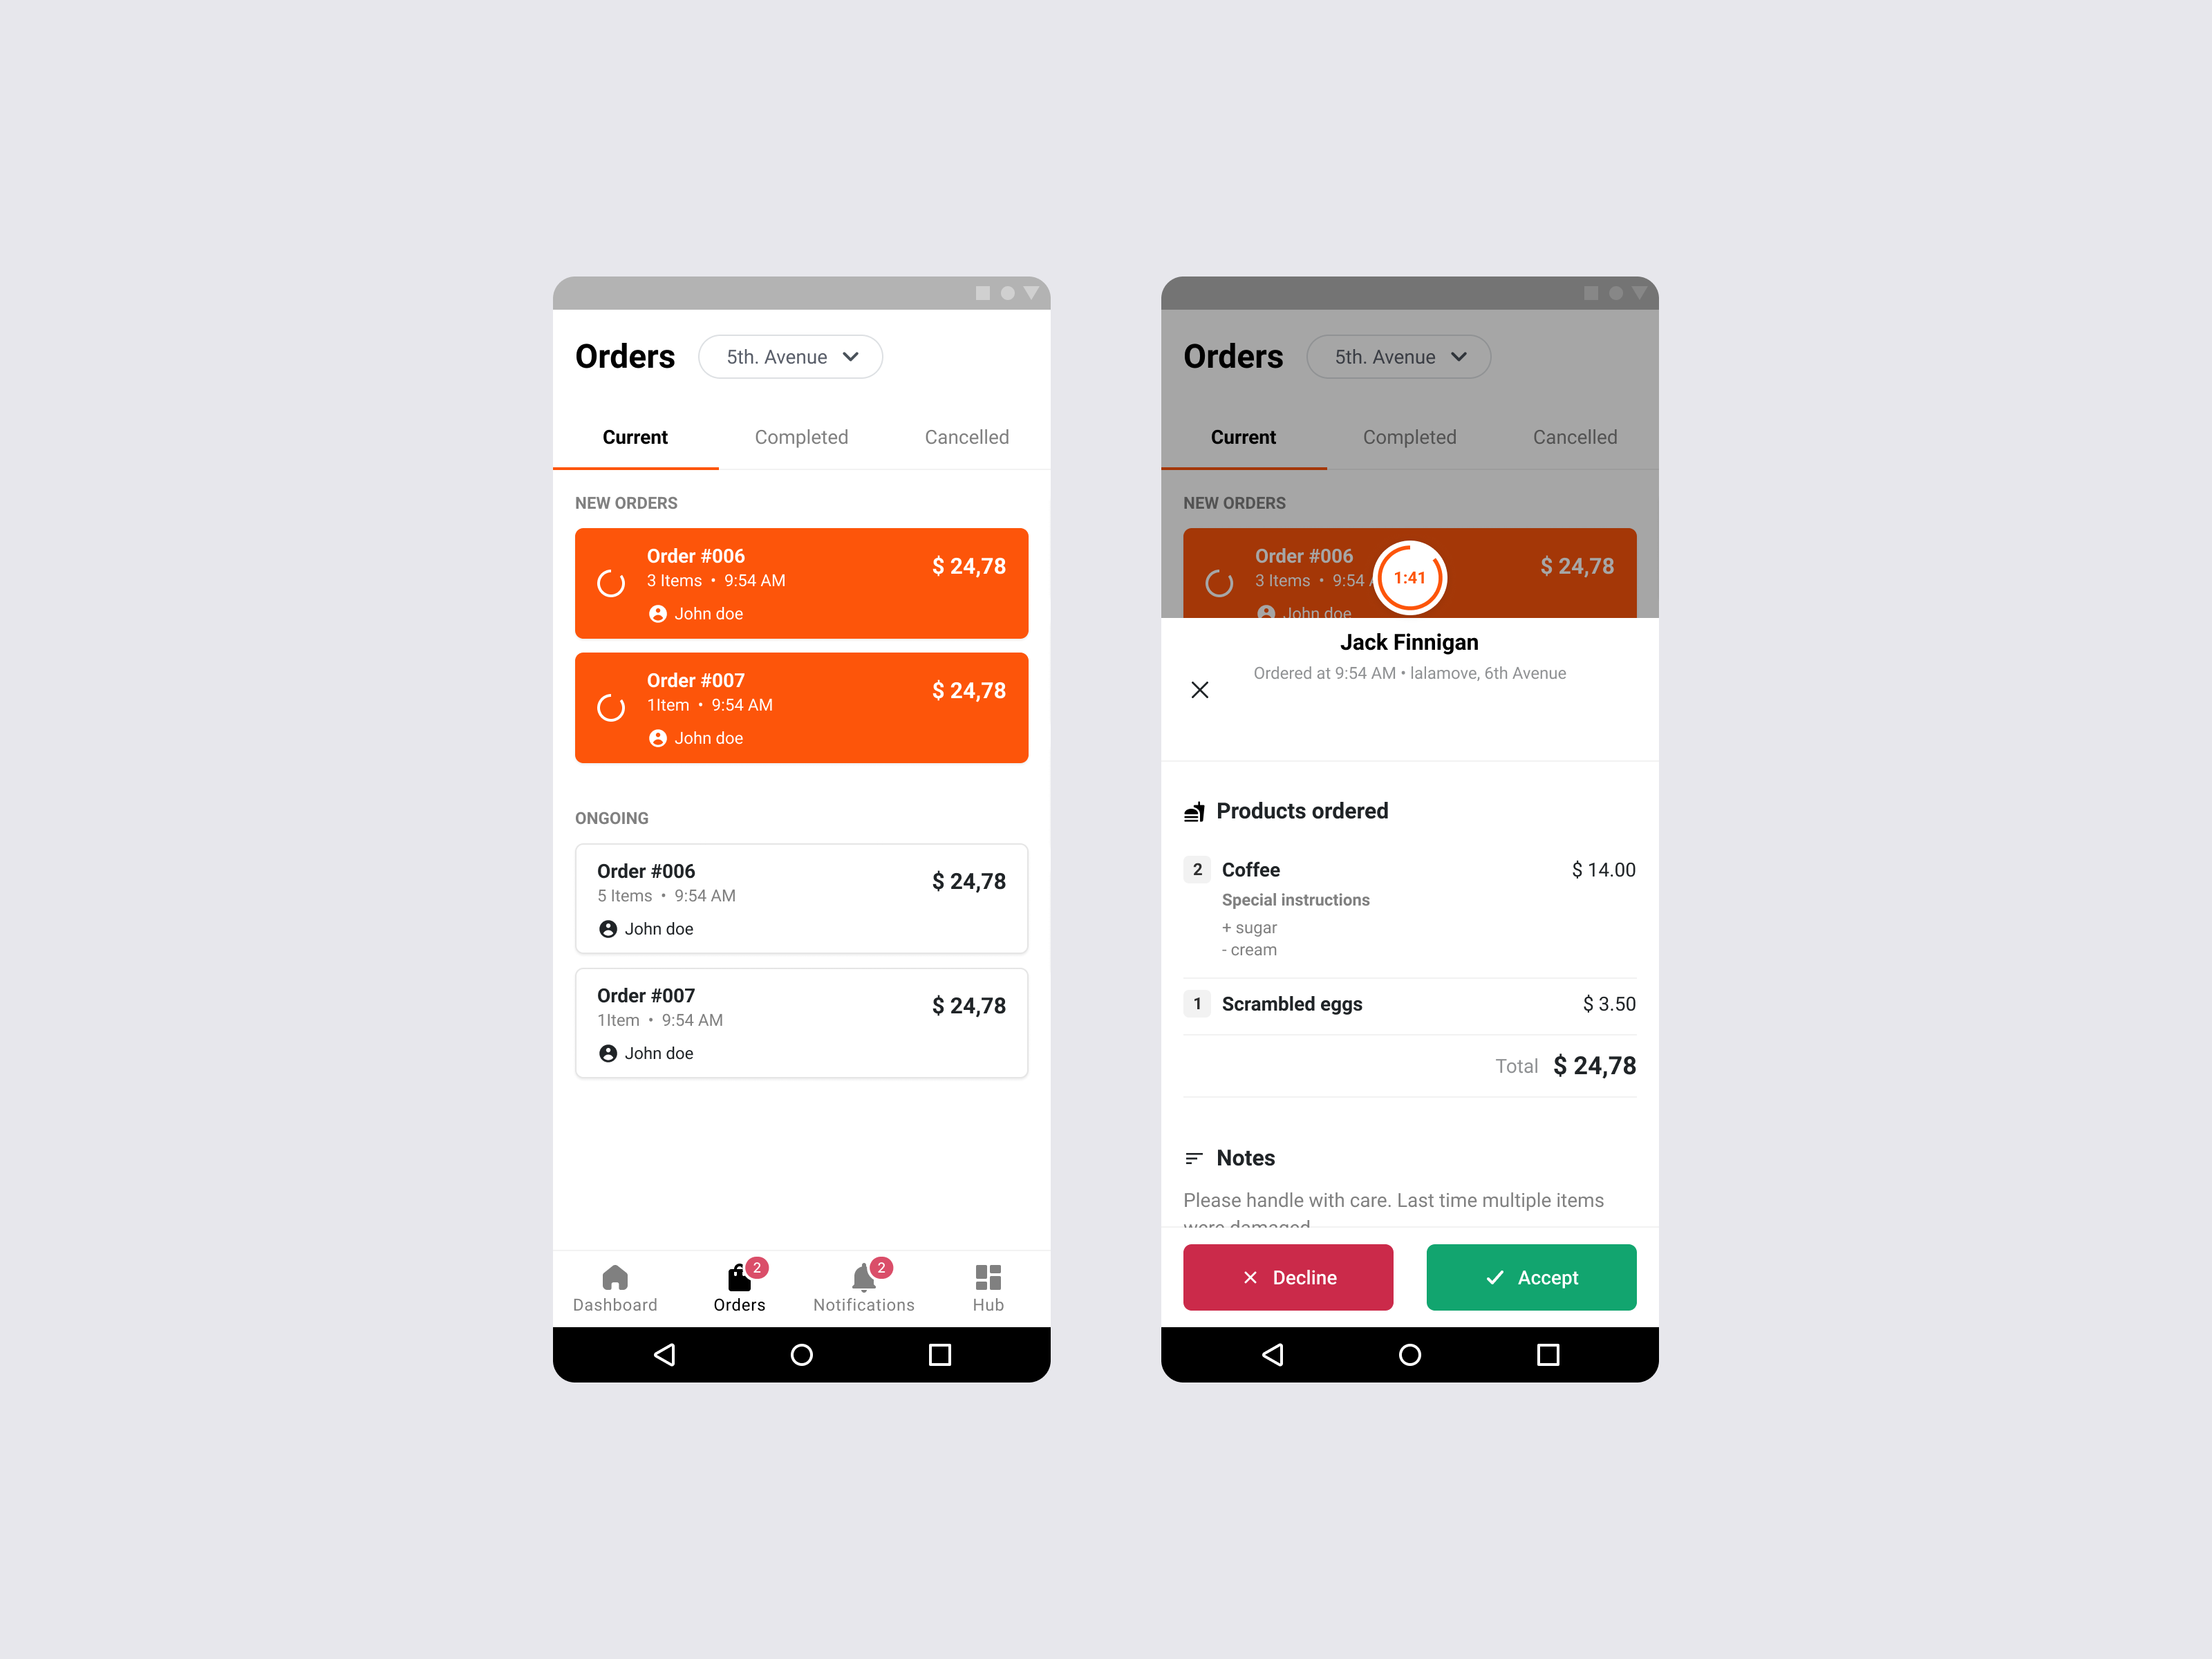 Orders
5th. Avenue
Current
Completed
Cancelled
NEW ORDERS
Order #006
$ 24,78
3 Items • 9:54 AM
John doe
Order #007
$ 24,78
1Item • 9:54 AM
John doe
ONGOING
Order #006
$ 24,78
5 Items • 9:54 AM
John doe
Order #007
$ 24,78
1Item • 9:54 AM
John doe
2
2
Dashboard
Orders
Notifications
Hub
Orders
5th. Avenue
Current
Completed
Cancelled
NEW ORDERS
Order #006
$ 24,78
3 Items • 9:54
1:41
John doe
Jack Finnigan
Ordered at 9:54 AM • lalamove, 6th Avenue
Products ordered
2 Coffee $ 14.00
Special instructions
+ sugar
- cream
1 Scrambled eggs $ 3.50
Total $ 24,78
Notes
Please handle with care. Last time multiple items
were damaged
Decline
Accept